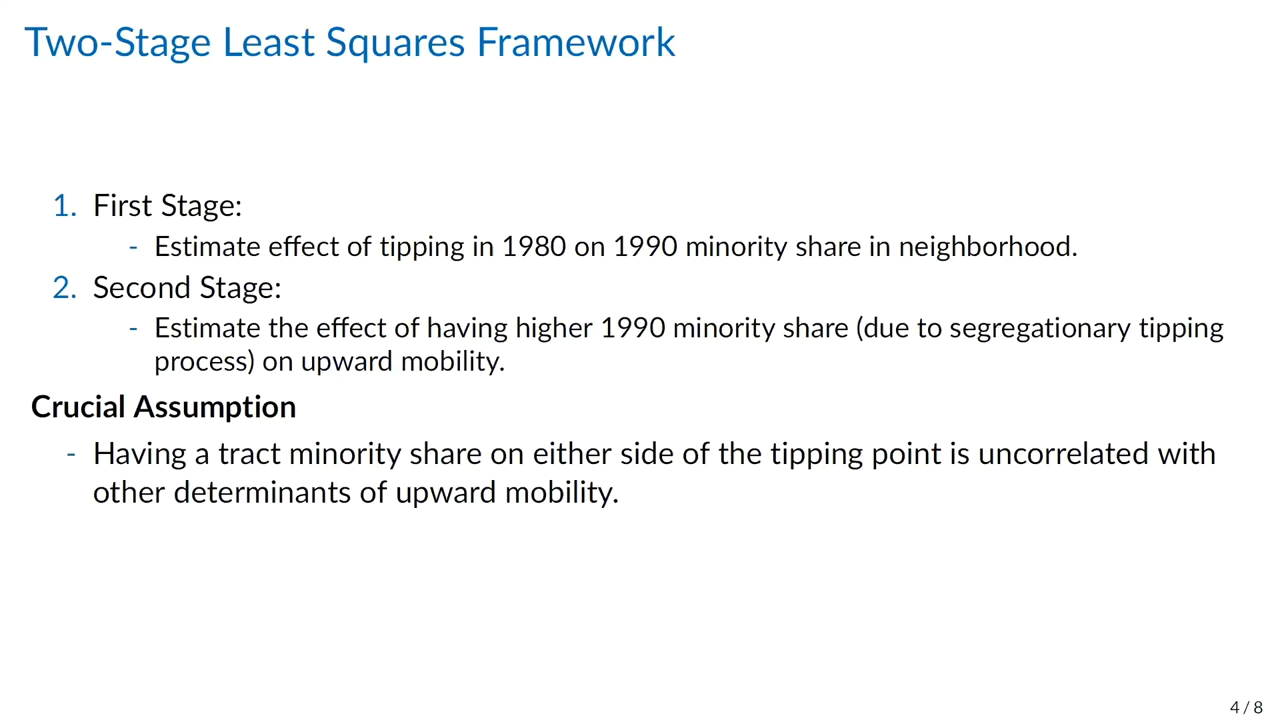 Two-Stage Least Squares Framework
1. First Stage:
- Estimate effect of tipping in 1980 on 1990 minority share in neighborhood.
2. Second Stage:
- Estimate the effect of having higher 1990 minority share (due to segregationary tipping
process) on upward mobility.
Crucial Assumption
- Having a tract minority share on either side of the tipping point is uncorrelated with
other determinants of upward mobility.
4 / 8